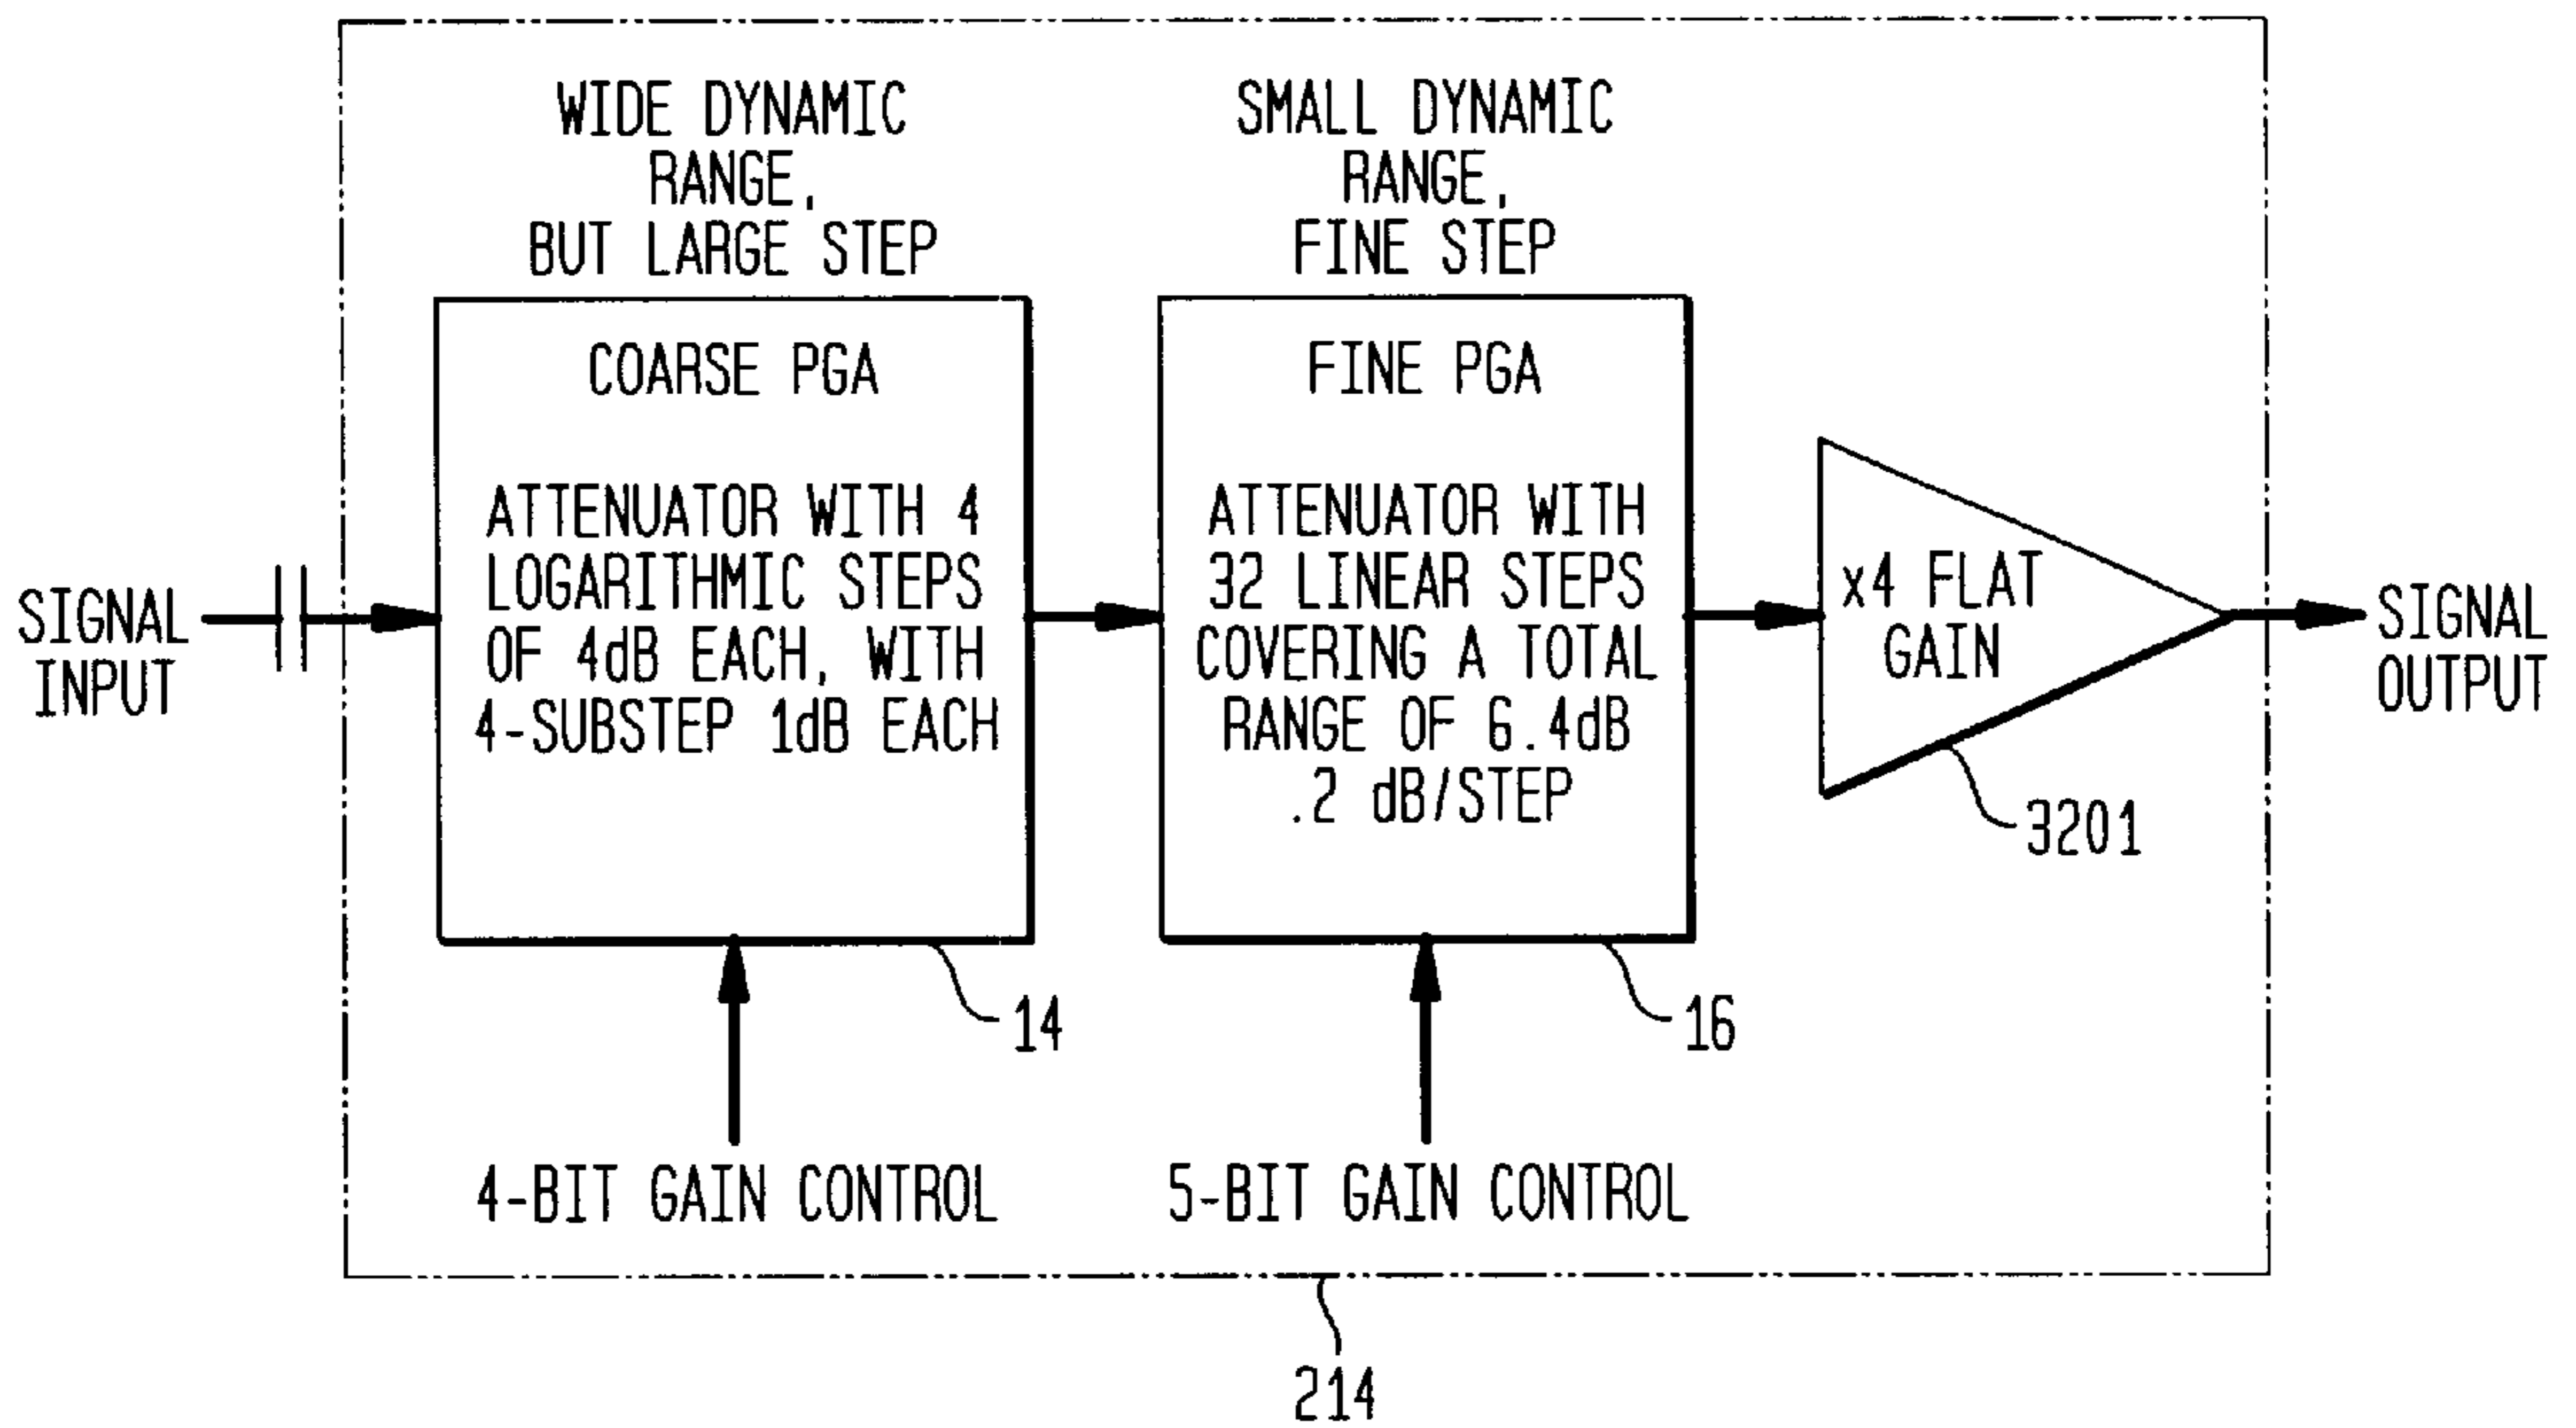 WIDE DYNAMIC
RANGE,
BUT LARGE STEP
SMALL DYNAMIC
RANGE,
FINE STEP
COARSE PGA
ATTENUATOR WITH 4
LOGARITHMIC STEPS
OF 4dB EACH, WITH
4-SUBSTEP 1dB EACH
FINE PGA
ATTENUATOR WITH
32 LINEAR STEPS
COVERING A TOTAL
RANGE OF 6.4dB
.2 dB/STEP
x4 FLAT
GAIN
SIGNAL
INPUT
SIGNAL
OUTPUT
3201
14
16
4-BIT GAIN CONTROL
5-BIT GAIN CONTROL
214